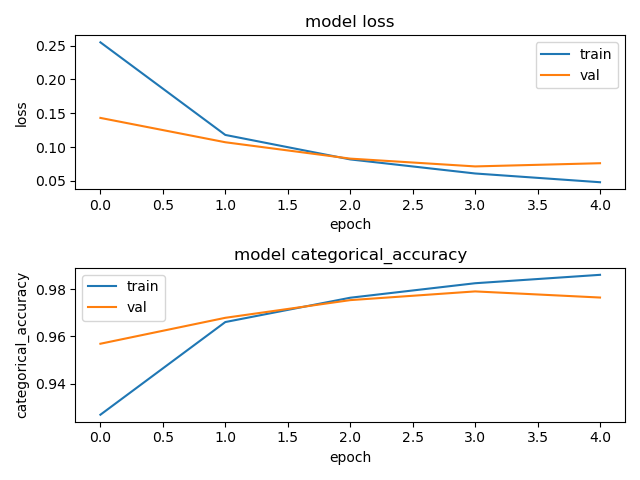 model loss
0.25
0.20
0.15
0.10
0.05
loss
train
val
0.0 0.5 1.0 1.5 2.0 2.5 3.0 3.5 4.0
epoch
model categorical_accuracy
0.98
0.96
0.94
categorical_accuracy
train
val
0.0 0.5 1.0 1.5 2.0 2.5 3.0 3.5 4.0
epoch